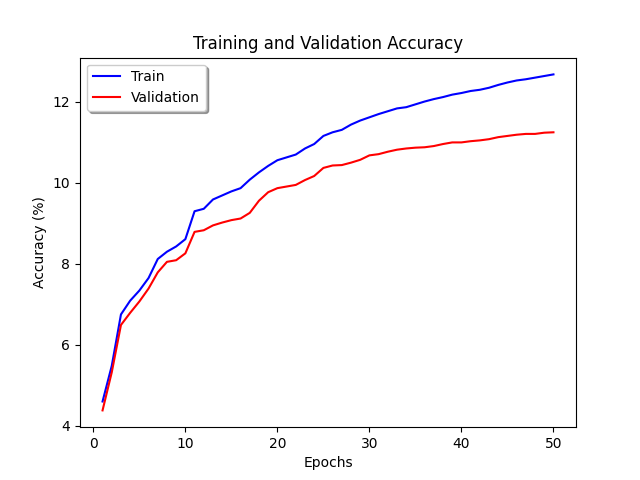 Training and Validation Accuracy
Train
Validation
12
10
8
6
4
Accuracy (%)
0 10 20 30 40 50
Epochs